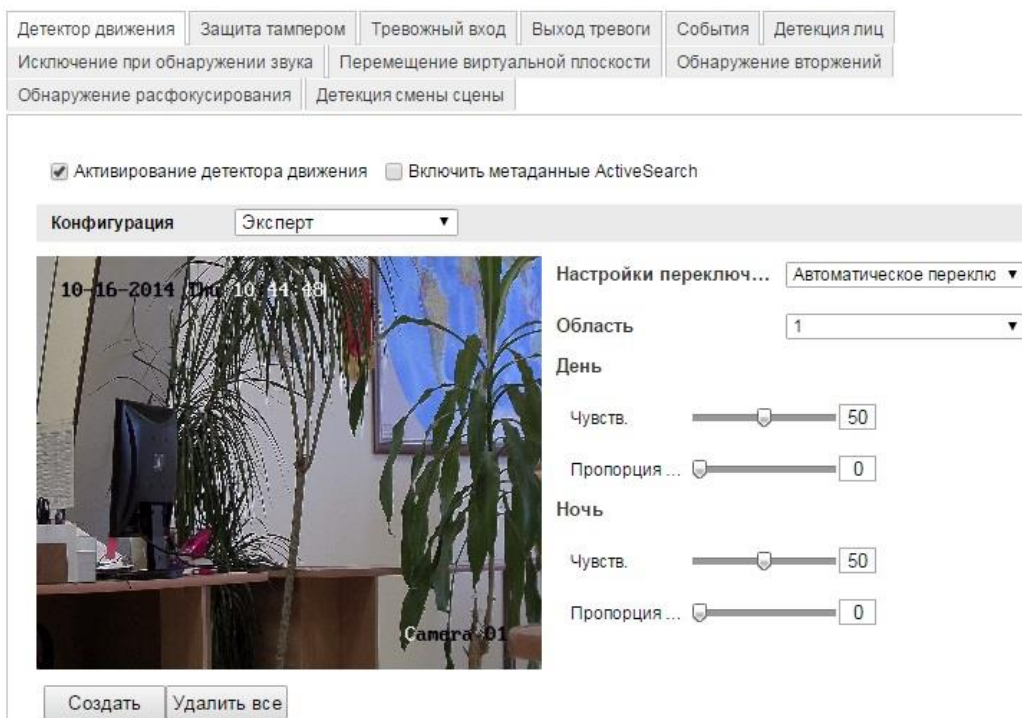 Детектор движения Защита тампером Тревожный вход Выход тревоги События Детекция лиц
Исключение при обнаружении звука Перемещение виртуальной плоскости Обнаружение вторжений
Обнаружение расфокусирования Детекция смены сцены
Активирование детектора движения Включить метаданные ActiveSearch
Конфигурация Эксперт
10-16-2014 Thu 10:44:48
Camera 01
Настройки переключ... Автоматическое переклю
Область 1
День
Чувств. 50
Пропорция ... 0
Ночь
Чувств. 50
Пропорция ... 0
Создать Удалить все